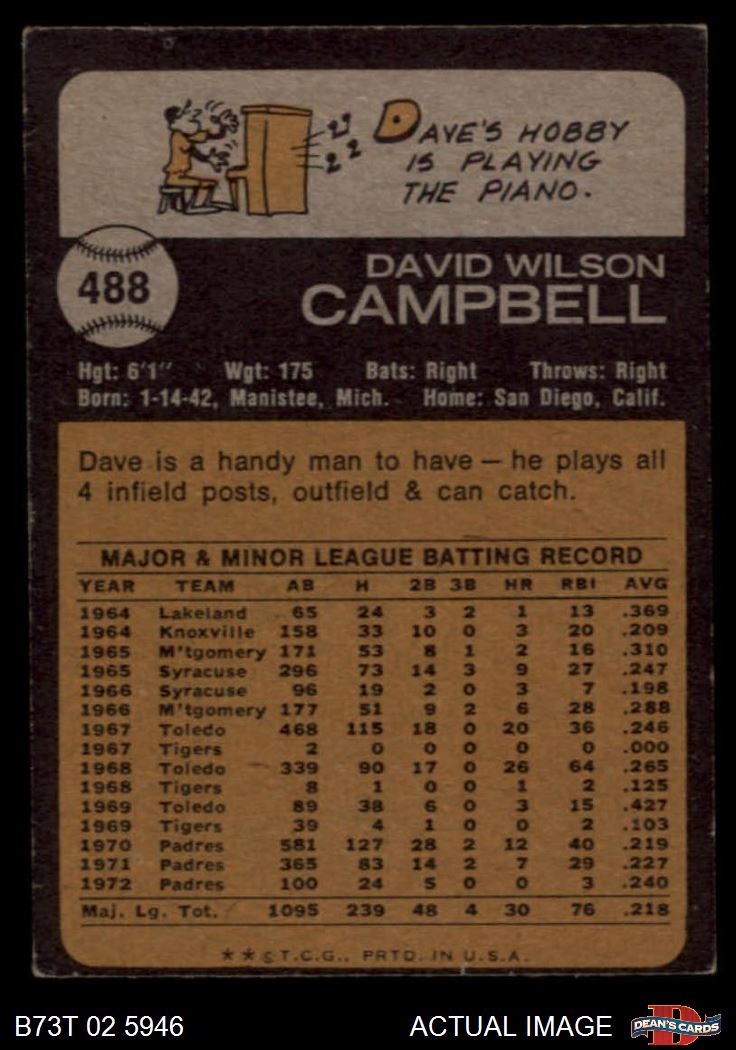 DAVE'S HOBBY
IS PLAYING
THE PIANO.
488
DAVID WILSON
CAMPBELL
Hgt: 6'1" Wgt: 175 Bats: Right Throws: Right
Born: 1-14-42, Manistee, Mich. Home: San Diego, Calif.
Dave is a handy man to have — he plays all
4 infield posts, outfield & can catch.
MAJOR & MINOR LEAGUE BATTING RECORD
YEAR TEAM AB H 2B 3B HR RBI AVG
1964 Lakeland 65 24 3 2 1 13 .369
1964 Knoxville 158 33 10 0 3 20 .209
1965 M'tgomery 171 53 8 1 2 16 .310
1965 Syracuse 296 73 14 3 9 27 .247
1966 Syracuse 96 19 2 0 3 7 .198
1966 M'tgomery 177 51 9 2 6 28 .288
1967 Toledo 468 115 18 0 20 36 .246
1967 Tigers 2 0 0 0 0 0 .000
1968 Toledo 339 90 17 0 26 64 .265
1968 Tigers 8 1 0 0 1 2 .125
1969 Toledo 89 38 6 0 3 15 .427
1969 Tigers 39 4 1 0 0 2 .103
1970 Padres 581 127 28 2 12 40 .219
1971 Padres 365 83 14 2 7 29 .227
1972 Padres 100 24 5 0 0 3 .240
Maj. Lg. Tot. 1095 239 48 4 30 76 .218
**© T.C.G., PRTD. IN U.S.A.
B73T 02 5946 ACTUAL IMAGE DEAN'S CARDS